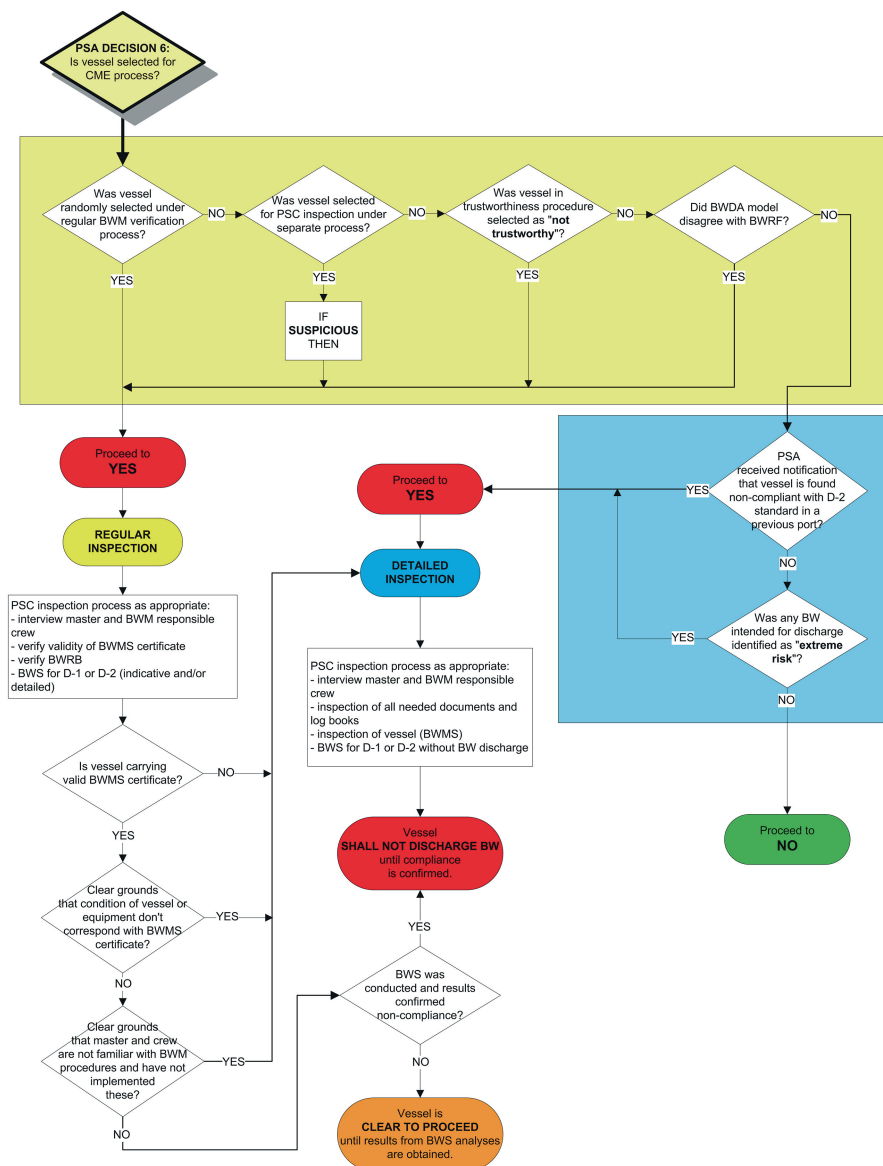 PSA DECISION 6:
Is vessel selected for
CME process?
Was vessel
randomly selected under
regular BWM verification
process?
NO
Was vessel selected
for PSC inspection under
separate process?
NO
Was vessel in
trustworthiness procedure
selected as "not
trustworthy"?
NO
Did BWDA model
disagree with BWRF?
NO
YES
YES
YES
YES
IF
SUSPICIOUS
THEN
Proceed to
YES
REGULAR
INSPECTION
PSC inspection process as appropriate:
- interview master and BWM responsible
crew
- verify validity of BWMS certificate
- verify BWRB
- BWS for D-1 or D-2 (indicative and/or
detailed)
Is vessel carrying
valid BWMS certificate?
NO
YES
Clear grounds
that condition of vessel or
equipment don't
correspond with BWMS
certificate?
YES
NO
Clear grounds
that master and crew
are not familiar with BWM
procedures and have not
implemented
these?
YES
NO
Proceed to
YES
DETAILED
INSPECTION
PSC inspection process as appropriate:
- interview master and BWM responsible
crew
- inspection of all needed documents and
log books
- inspection of vessel (BWMS)
- BWS for D-1 or D-2 without BW discharge
Vessel
SHALL NOT DISCHARGE BW
until compliance
is confirmed.
YES
BWS was
conducted and results
confirmed
non-compliance?
NO
Vessel is
CLEAR TO PROCEED
until results from BWS analyses
are obtained.
PSA
received notification
that vessel is found
non-compliant with D-2
standard in a
previous port?
YES
NO
Was any BW
intended for discharge
identified as "extreme
risk"?
YES
NO
Proceed to
NO